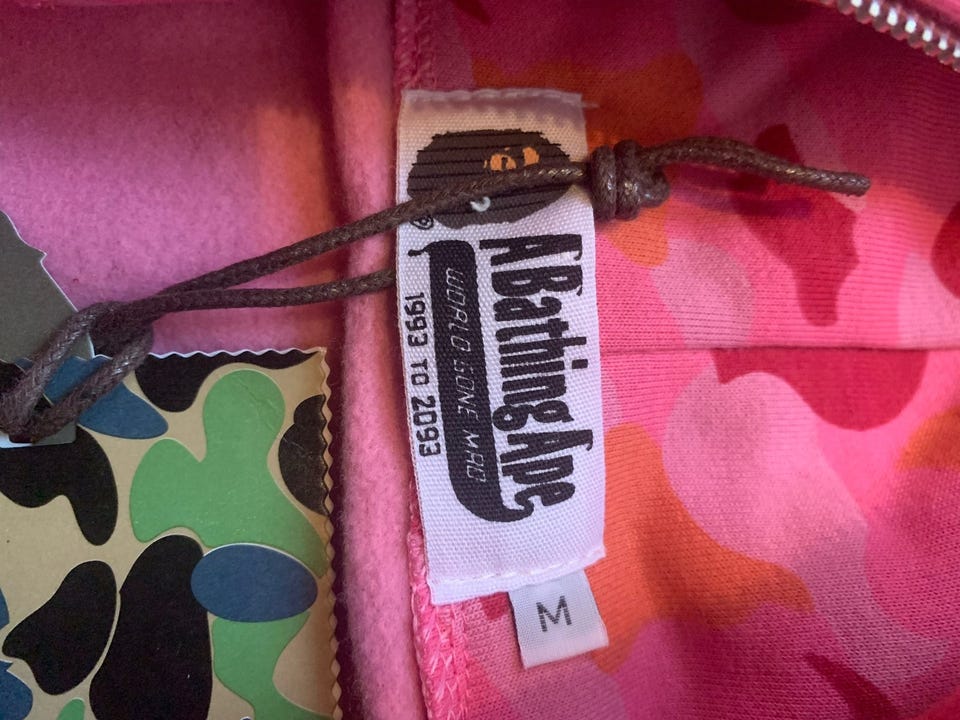 ®
A Bathing Ape
WORLD GONE MAD
1993 TO 2093
M